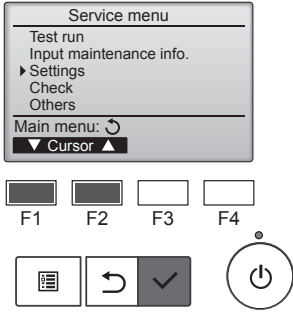 Service menu
Test run
Input maintenance info.
Settings
Check
Others
Main menu:
Cursor
F1 F2 F3 F4